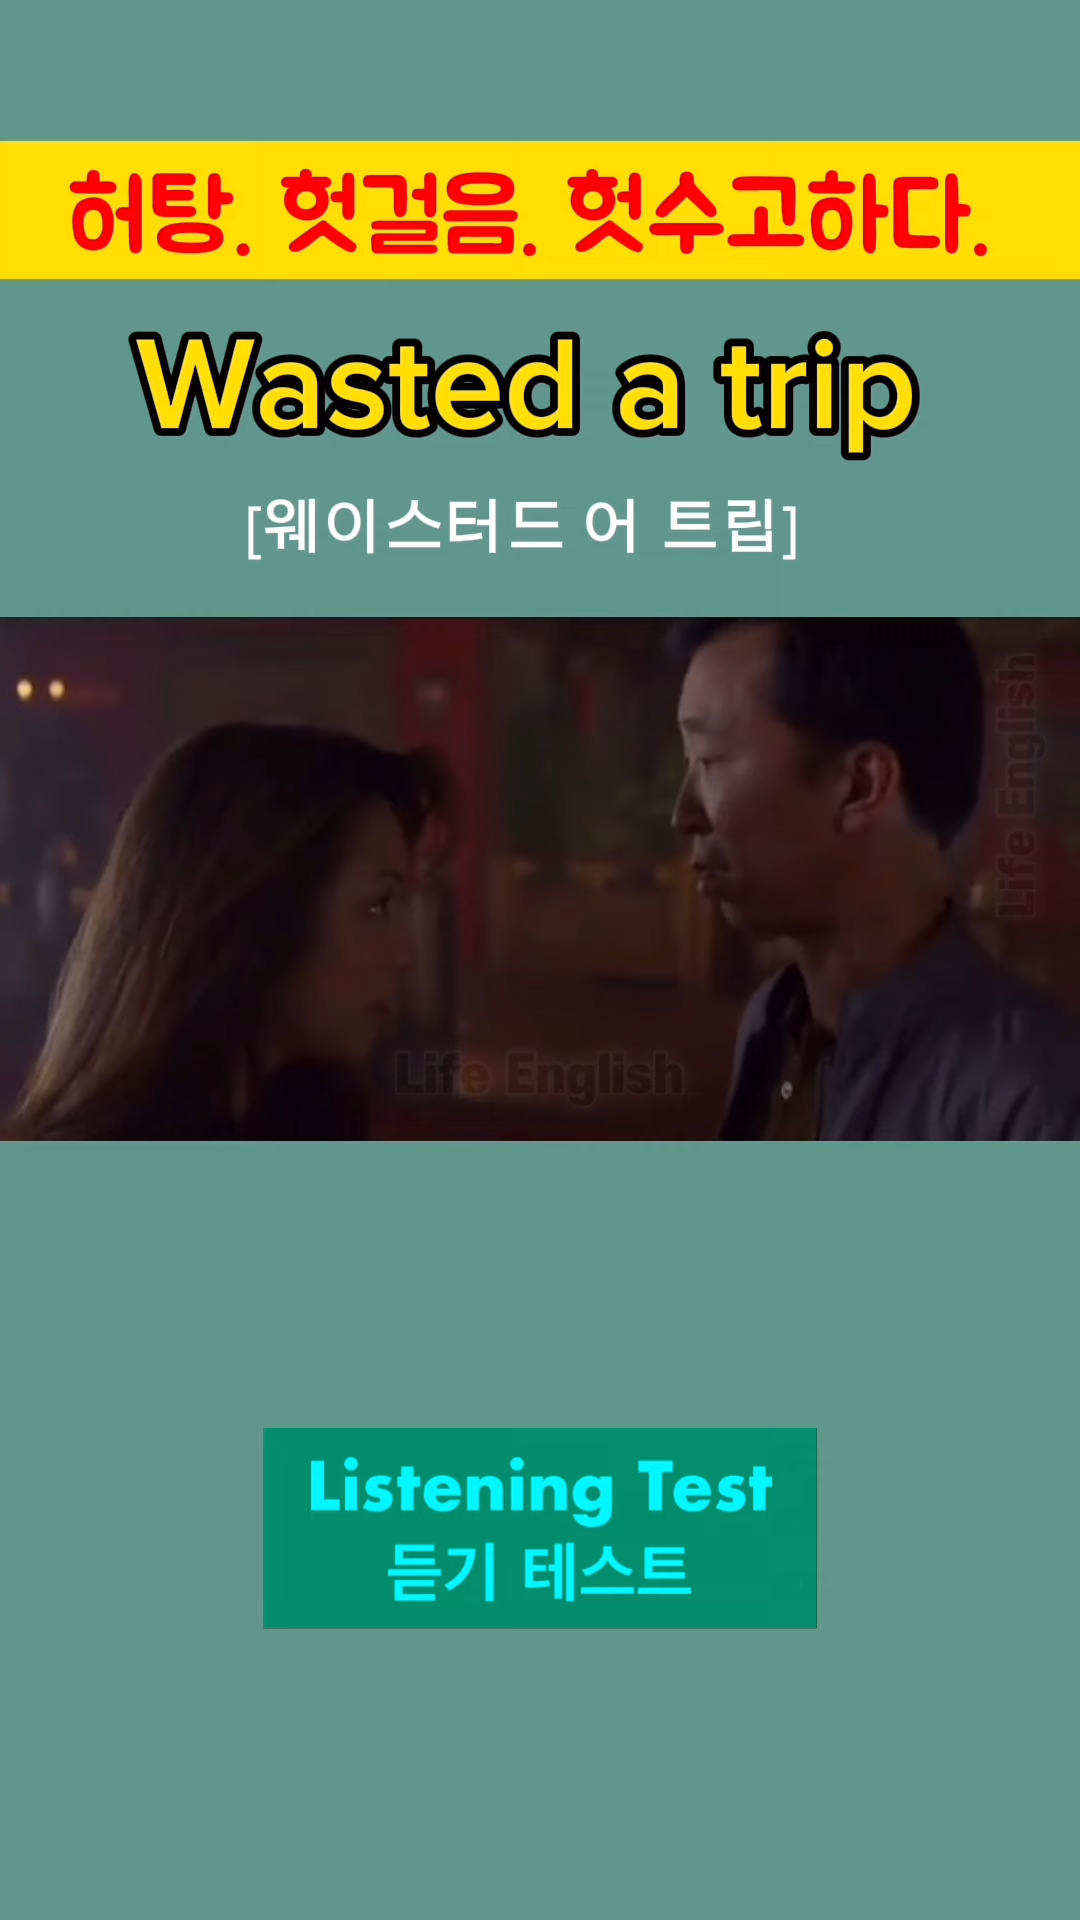 허탕. 헛걸음. 헛수고하다.
Wasted a trip
[웨이스터드 어 트립]
Life English
Life English
Listening Test
듣기 테스트